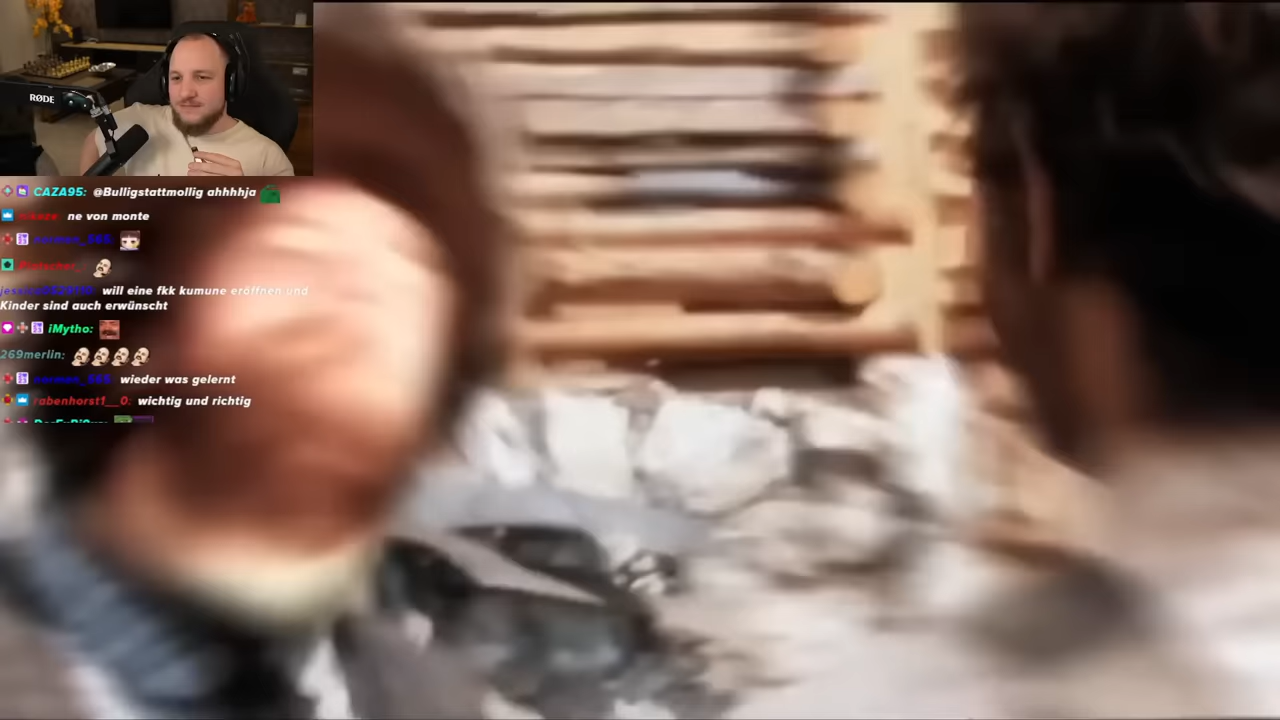 RØDE
CAZA95: @Bulligstattmollig ahhhhja
ne von monte
will eine fkk kumune eröffnen und
Kinder sind auch erwünscht
iMytho:
269merlin:
wieder was gelernt
rabenhorst1__0: wichtig und richtig